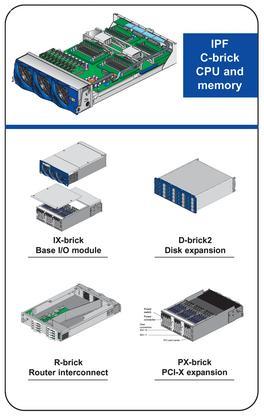 IPF
C-brick
CPU and
memory
IX-brick
Base I/O module
D-brick2
Disk expansion
R-brick
Router interconnect
PX-brick
PCI-X expansion